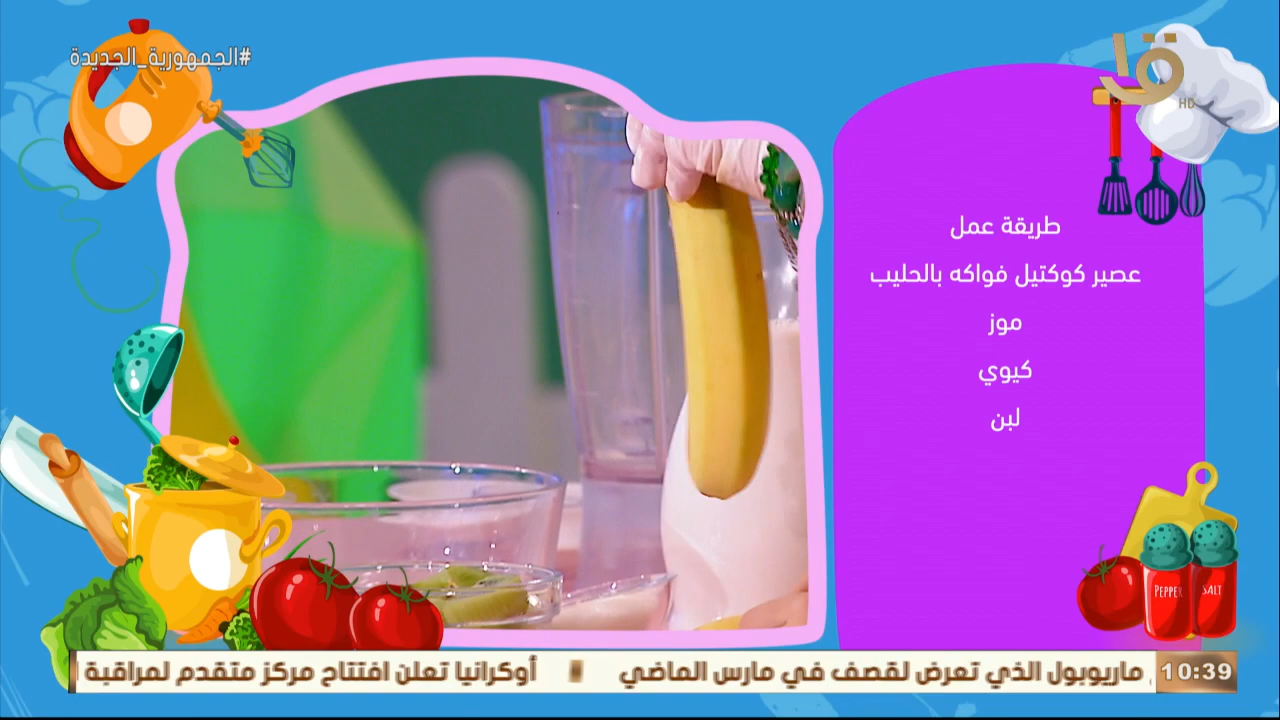 #الجمهورية_الجديدة
HD
طريقة عمل
عصير كوكتيل فواكه بالحليب
موز
كيوي
لبن
PEPPER
SALT
ماريوبول الذي تعرض لقصف في مارس الماضي
أوكرانيا تعلن افتتاح مركز متقدم لمراقبة
10:39